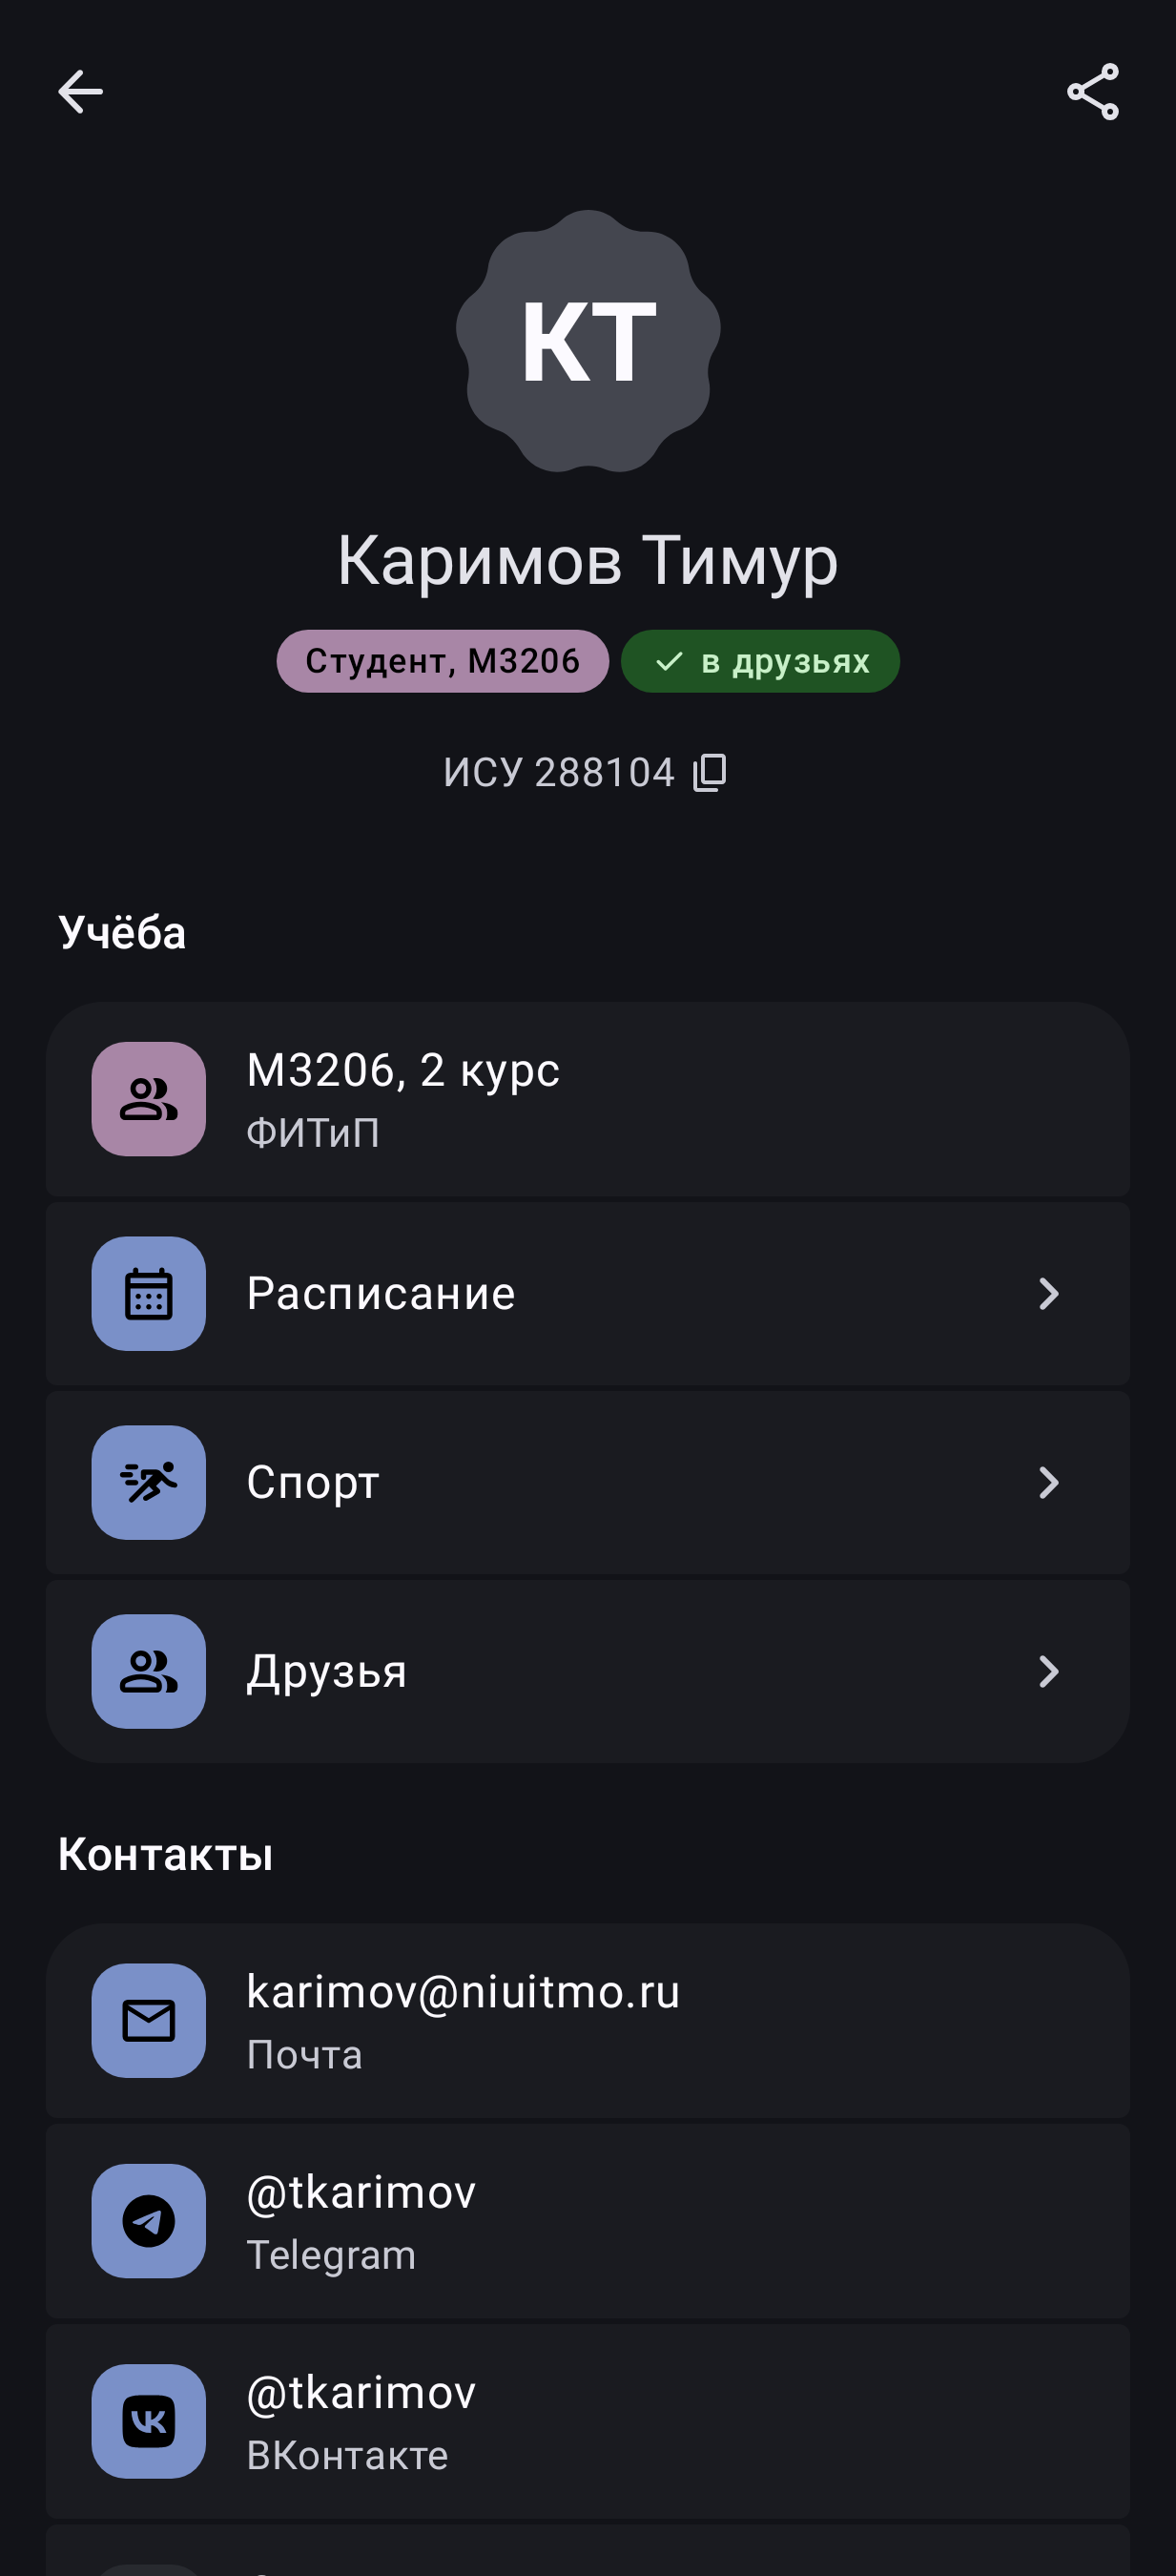 КТ
Каримов Тимур
Студент, М3206
в друзьях
ИСУ 288104
Учёба
М3206, 2 курс
ФИТиП
Расписание
Спорт
Друзья
Контакты
karimov@niuitmo.ru
Почта
@tkarimov
Telegram
@tkarimov
ВКонтакте